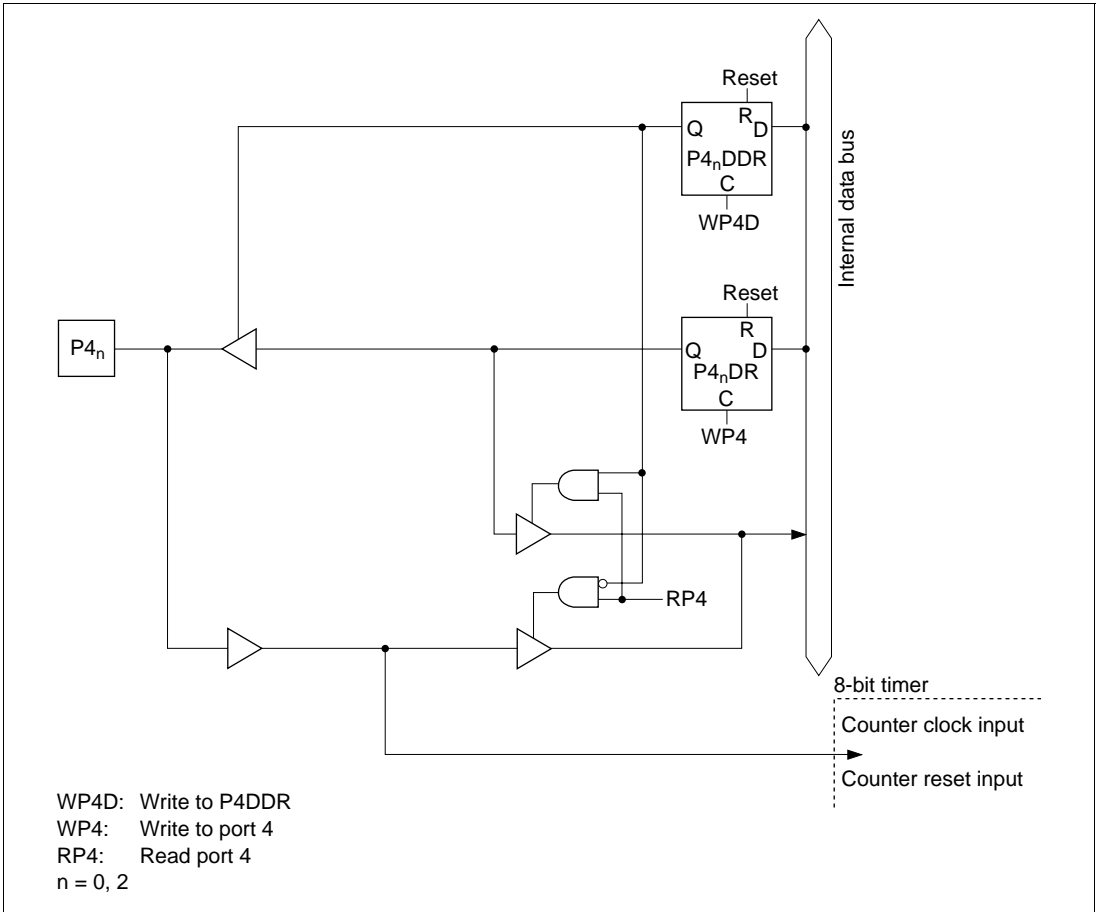 Reset
R
Q D
P4nDDR
C
WP4D
Internal data bus
Reset
R
P4n
Q D
P4nDR
C
WP4
RP4
8-bit timer
Counter clock input
Counter reset input
WP4D: Write to P4DDR
WP4: Write to port 4
RP4: Read port 4
n = 0, 2